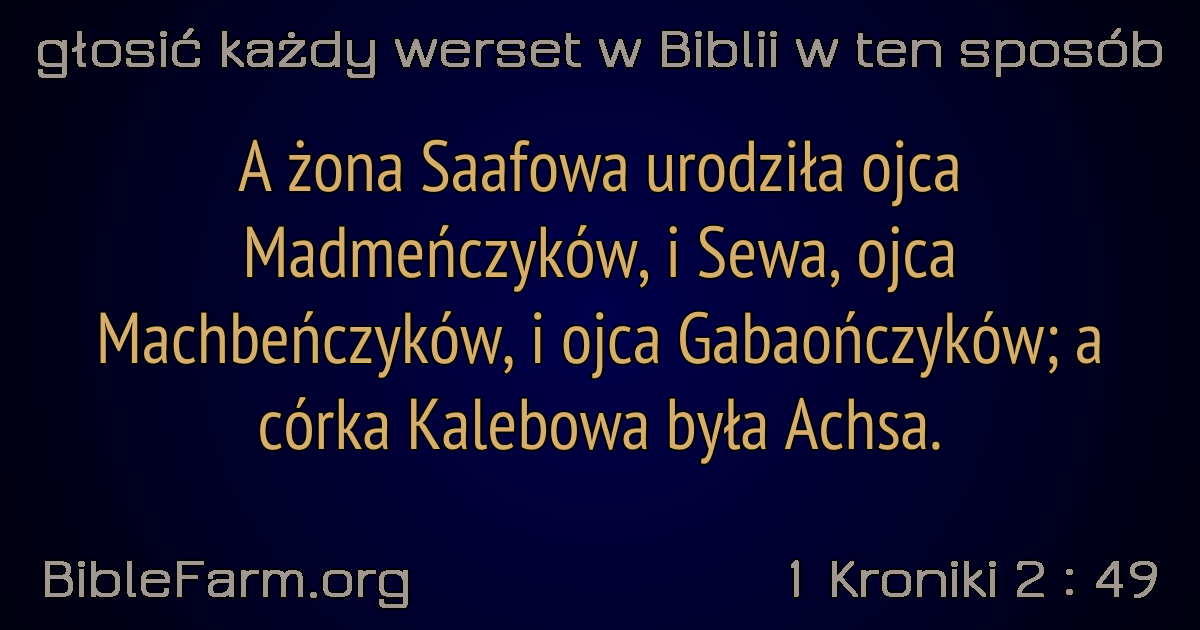 głosić każdy werset w Biblii w ten sposób
A żona Saafowa urodziła ojca
Madmeńczyków, i Sewa, ojca
Machbeńczyków, i ojca Gabaończyków; a
córka Kalebowa była Achsa.
BibleFarm.org
1 Kroniki 2 : 49